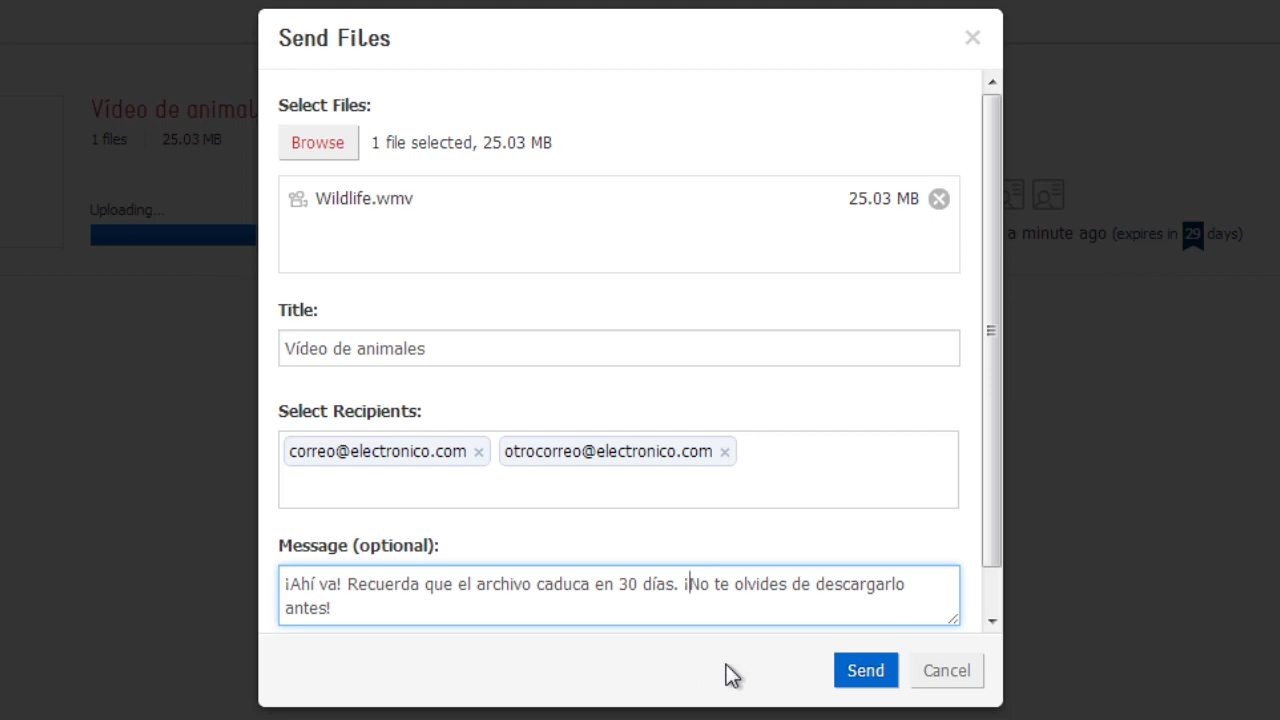 Send Files
Vídeo de animal
1 files 25.03 MB
Uploading...
a minute ago (expires in 29 days)
Select Files:
Browse 1 file selected, 25.03 MB
Wildlife.wmv 25.03 MB
Title:
Vídeo de animales
Select Recipients:
correo@electronico.com otrocorreo@electronico.com
Message (optional):
¡Ahí va! Recuerda que el archivo caduca en 30 días. ¡No te olvides de descargarlo
antes!
Send Cancel